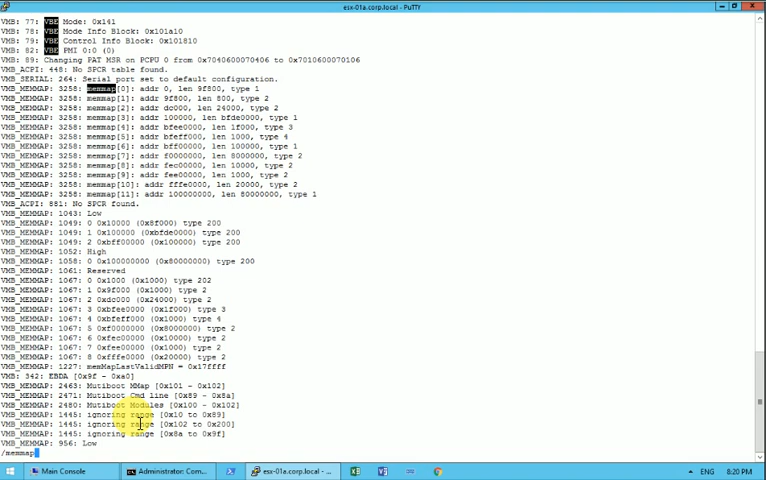 esx-01a.corp.local - PuTTY
VMB: 77: VBE Mode: 0x141
VMB: 78: VBE Mode Info Block: 0x101a10
VMB: 79: VBE Control Info Block: 0x101810
VMB: 82: VBE PMI 0:0 (0)
VMB: 89: Changing PAT MSR on PCPU 0 from 0x7040600070406 to 0x7010600070106
VMB_ACPI: 448: No SPCR table found.
VMB_SERIAL: 264: Serial port set to default configuration.
VMB_MEMMAP: 3258: memmap[0]: addr 0, len 9f800, type 1
VMB_MEMMAP: 3258: memmap[1]: addr 9f800, len 800, type 2
VMB_MEMMAP: 3258: memmap[2]: addr dc000, len 24000, type 2
VMB_MEMMAP: 3258: memmap[3]: addr 100000, len bfde0000, type 1
VMB_MEMMAP: 3258: memmap[4]: addr bfee0000, len 1f000, type 3
VMB_MEMMAP: 3258: memmap[5]: addr bfeff000, len 1000, type 4
VMB_MEMMAP: 3258: memmap[6]: addr bff00000, len 100000, type 1
VMB_MEMMAP: 3258: memmap[7]: addr f0000000, len 8000000, type 2
VMB_MEMMAP: 3258: memmap[8]: addr fec00000, len 10000, type 2
VMB_MEMMAP: 3258: memmap[9]: addr fee00000, len 1000, type 2
VMB_MEMMAP: 3258: memmap[10]: addr fffe0000, len 20000, type 2
VMB_MEMMAP: 3258: memmap[11]: addr 100000000, len 80000000, type 1
VMB_ACPI: 881: No SPCR found.
VMB_MEMMAP: 1043: Low
VMB_MEMMAP: 1049: 0 0x10000 (0x8f000) type 200
VMB_MEMMAP: 1049: 1 0x100000 (0xbfde0000) type 200
VMB_MEMMAP: 1049: 2 0xbff00000 (0x100000) type 200
VMB_MEMMAP: 1052: High
VMB_MEMMAP: 1058: 0 0x100000000 (0x80000000) type 200
VMB_MEMMAP: 1061: Reserved
VMB_MEMMAP: 1067: 0 0x1000 (0x1000) type 202
VMB_MEMMAP: 1067: 1 0x9f000 (0x1000) type 2
VMB_MEMMAP: 1067: 2 0xdc000 (0x24000) type 2
VMB_MEMMAP: 1067: 3 0xbfee0000 (0x1f000) type 3
VMB_MEMMAP: 1067: 4 0xbfeff000 (0x1000) type 4
VMB_MEMMAP: 1067: 5 0xf0000000 (0x8000000) type 2
VMB_MEMMAP: 1067: 6 0xfec00000 (0x10000) type 2
VMB_MEMMAP: 1067: 7 0xfee00000 (0x1000) type 2
VMB_MEMMAP: 1067: 8 0xfffe0000 (0x20000) type 2
VMB_MEMMAP: 1227: memMapLastValidMPN = 0x17ffff
VMB: 342: EBDA [0x9f - 0xa0]
VMB_MEMMAP: 2463: Mutiboot MMap [0x101 - 0x102]
VMB_MEMMAP: 2471: Mutiboot Cmd line [0x89 - 0x8a]
VMB_MEMMAP: 2480: Mutiboot Modules [0x100 - 0x102]
VMB_MEMMAP: 1445: ignoring range [0x10 to 0x89]
VMB_MEMMAP: 1445: ignoring range [0x102 to 0x200]
VMB_MEMMAP: 1445: ignoring range [0x8a to 0x9f]
VMB_MEMMAP: 956: Low
/memmap
Main Console
Administrator: Com...
esx-01a.corp.local - ...
ENG
8:20 PM